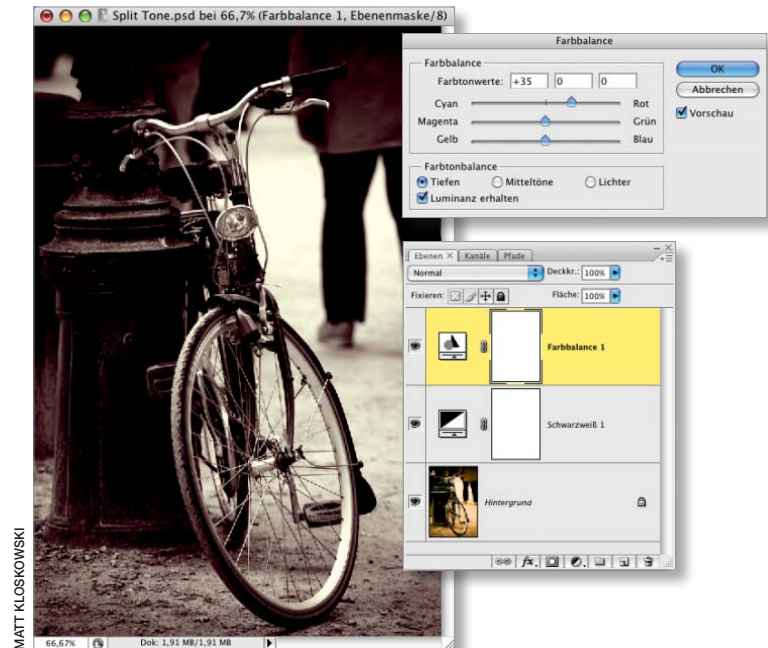 Split Tone.psd bei 66,7% (Farbbalance 1, Ebenenmaske/8)
Farbbalance
Farbbalance
Farbtonwerte: +35 0 0
Cyan Rot
Magenta Grün
Gelb Blau
Farbtonbalance
Tiefen Mitteltöne Lichter
Luminanz erhalten
OK
Abbrechen
Vorschau
Ebenen × Kanäle Pfade
Normal Deckkr.: 100%
Fixieren: Fläche: 100%
Farbbalance 1
Schwarzweiß 1
Hintergrund
fx.
MATT KLOSKOWSKI
66,67% Dok: 1,91 MB/1,91 MB